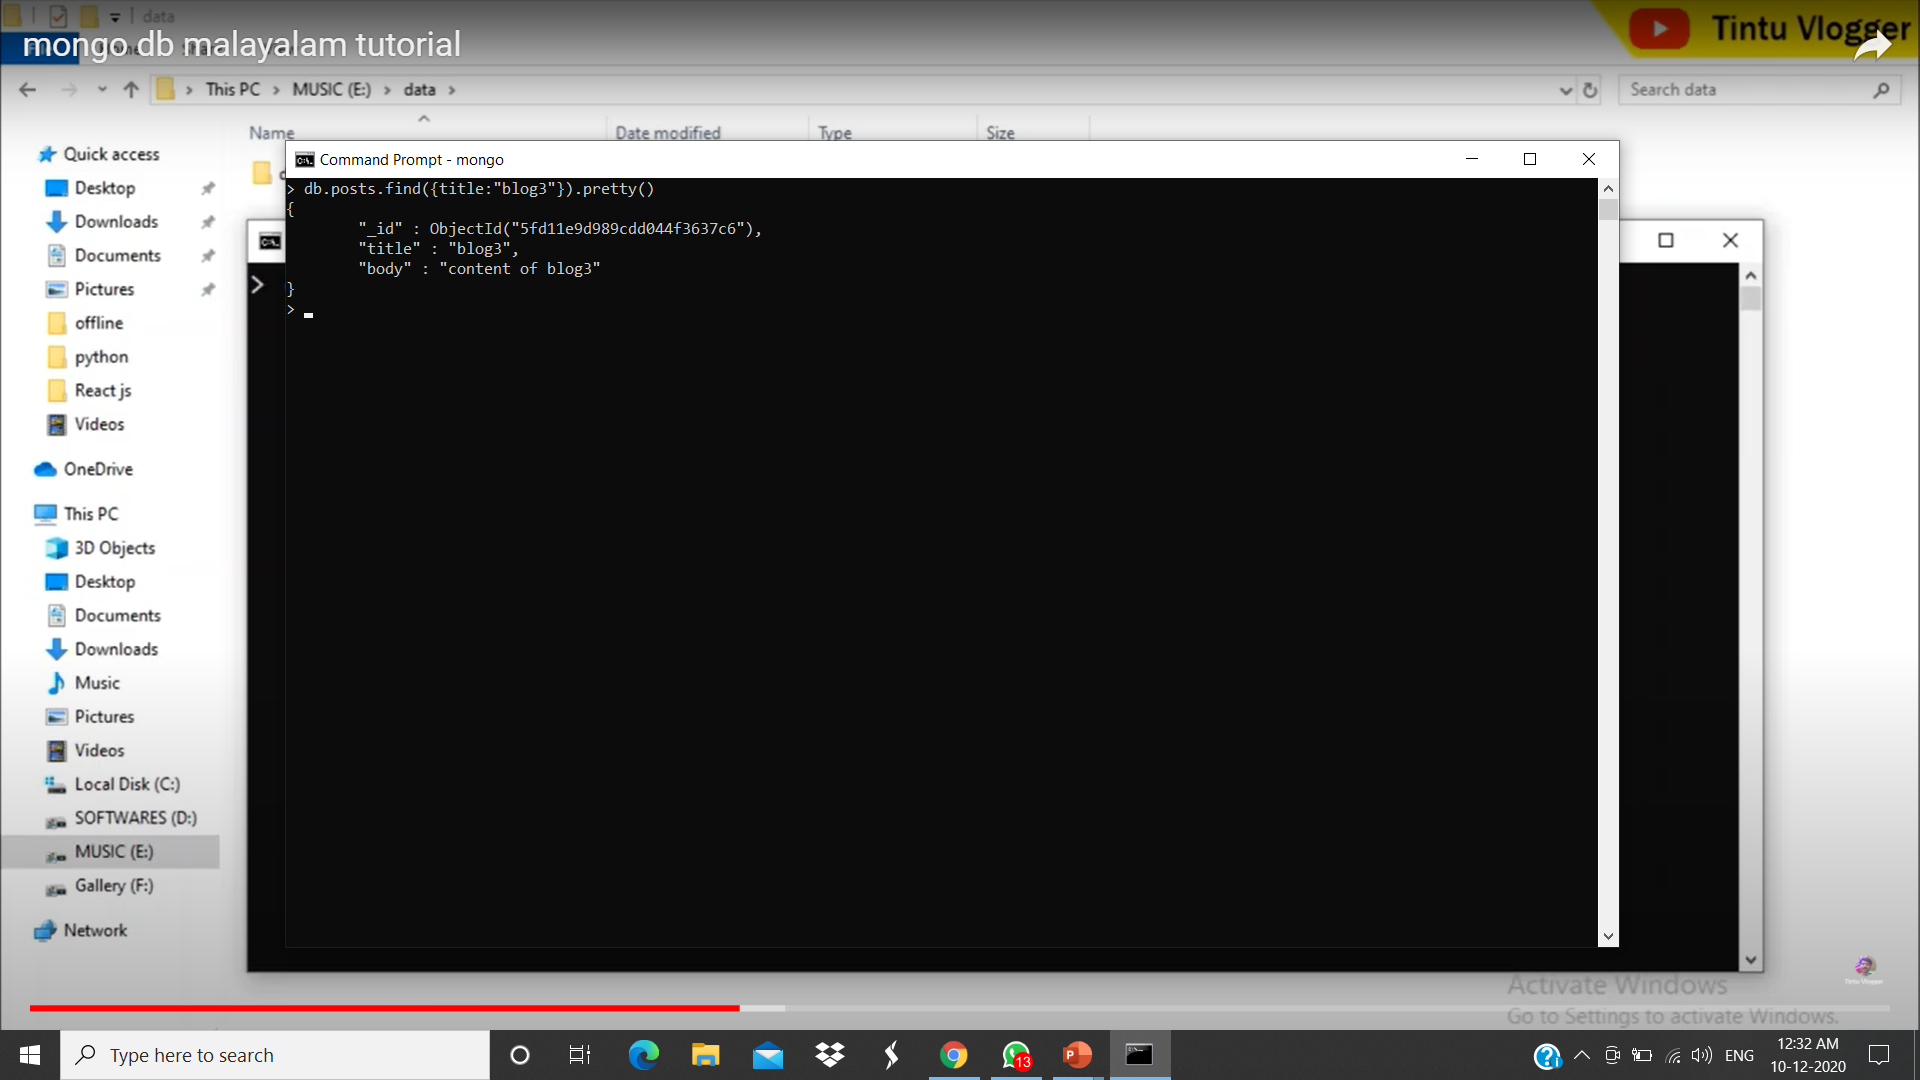 data
Tintu Vlogger
mongo db malayalam tutorial
This PC > MUSIC (E:) > data >
Search data
Name
Date modified
Type
Size
Quick access
Desktop
Downloads
Documents
Pictures
offline
python
React js
Videos
OneDrive
This PC
3D Objects
Desktop
Documents
Downloads
Music
Pictures
Videos
Local Disk (C:)
SOFTWARES (D:)
MUSIC (E:)
Gallery (F:)
Network
Command Prompt - mongo
> db.posts.find({title:"blog3"}).pretty()
{
"_id" : ObjectId("5fd11e9d989cdd044f3637c6"),
"title" : "blog3",
"body" : "content of blog3"
}
>
>
Tintu Vlogger
Activate Windows
Go to Settings to activate Windows.
Type here to search
13
ENG
12:32 AM
10-12-2020